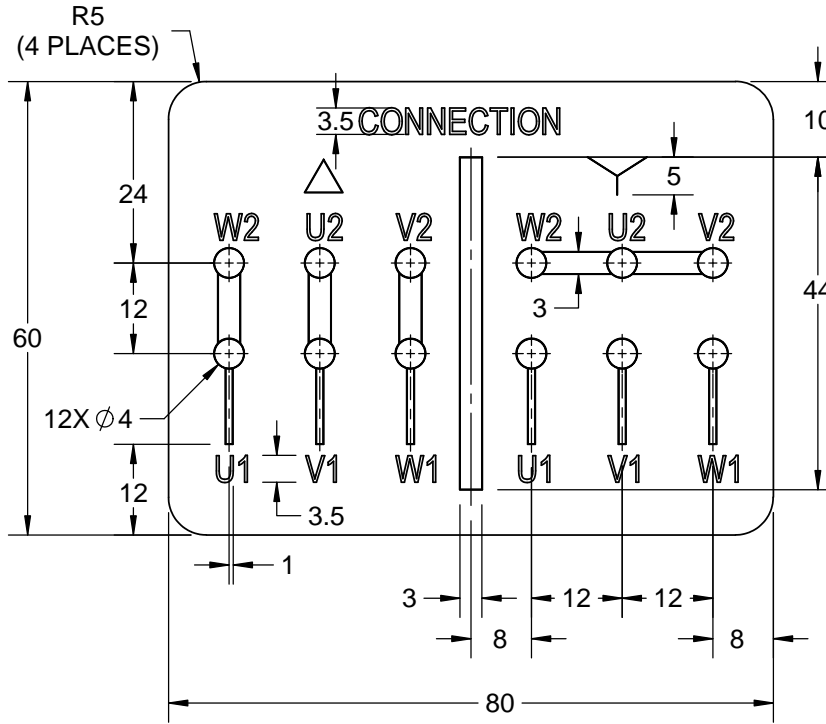 R5
(4 PLACES)
3.5 CONNECTION
10
5
24
W2 U2 V2 W2 U2 V2
12
3
44
60
12X ∅4
U1 V1 W1 U1 V1 W1
12
3.5
1
3 12 12
8 8
80